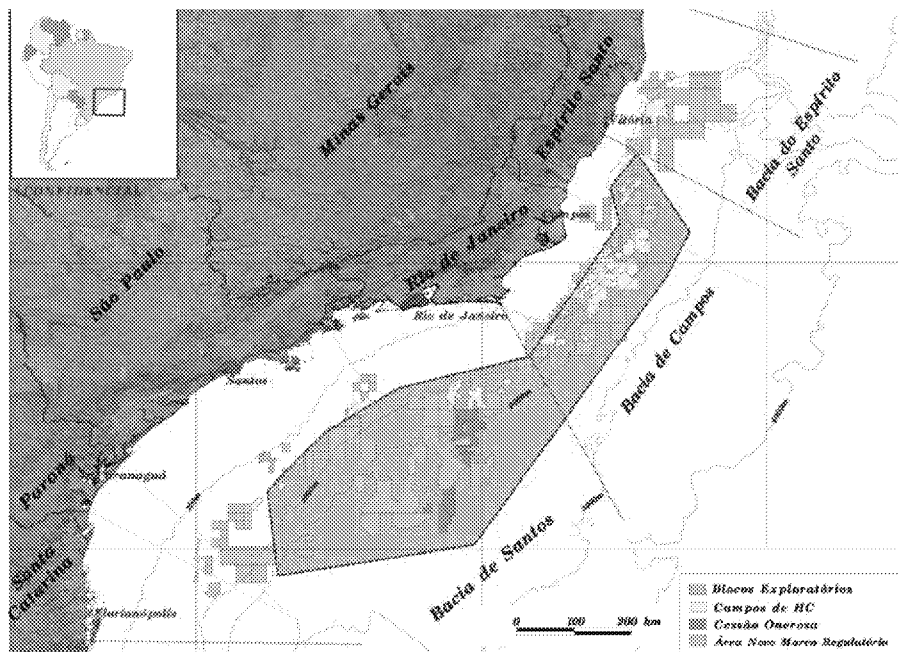 CONFIDENCIAL
Minas Gerais
Espírito Santo
Vitória
Bacia do Espírito
Santo
São Paulo
Rio de Janeiro
Campos
Rio de Janeiro
Santos
Bacia de Campos
Paraná
Paranaguá
Santa
Catarina
Florianópolis
Bacia de Santos
0 100 200 km
Blocos Exploratórios
Campos de HC
Cessão Onerosa
Área Novo Marco Regulatório